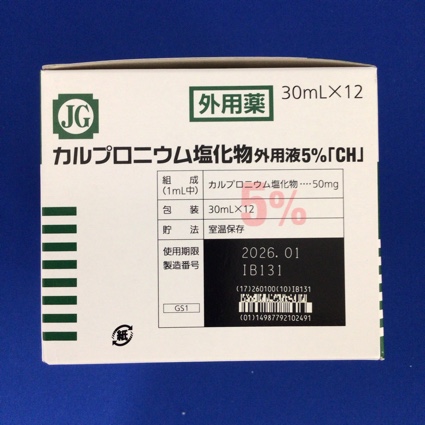 JG
外用薬
30mL×12
カルプロニウム塩化物外用液5%「CH」
組成
(1mL中)
カルプロニウム塩化物‥‥50mg
5%
包装
30mL×12
貯法
室温保存
使用期限
2026.01
製造番号
IB131
(17)260100(10)IB131
GS1
(01)14987792102491
紙